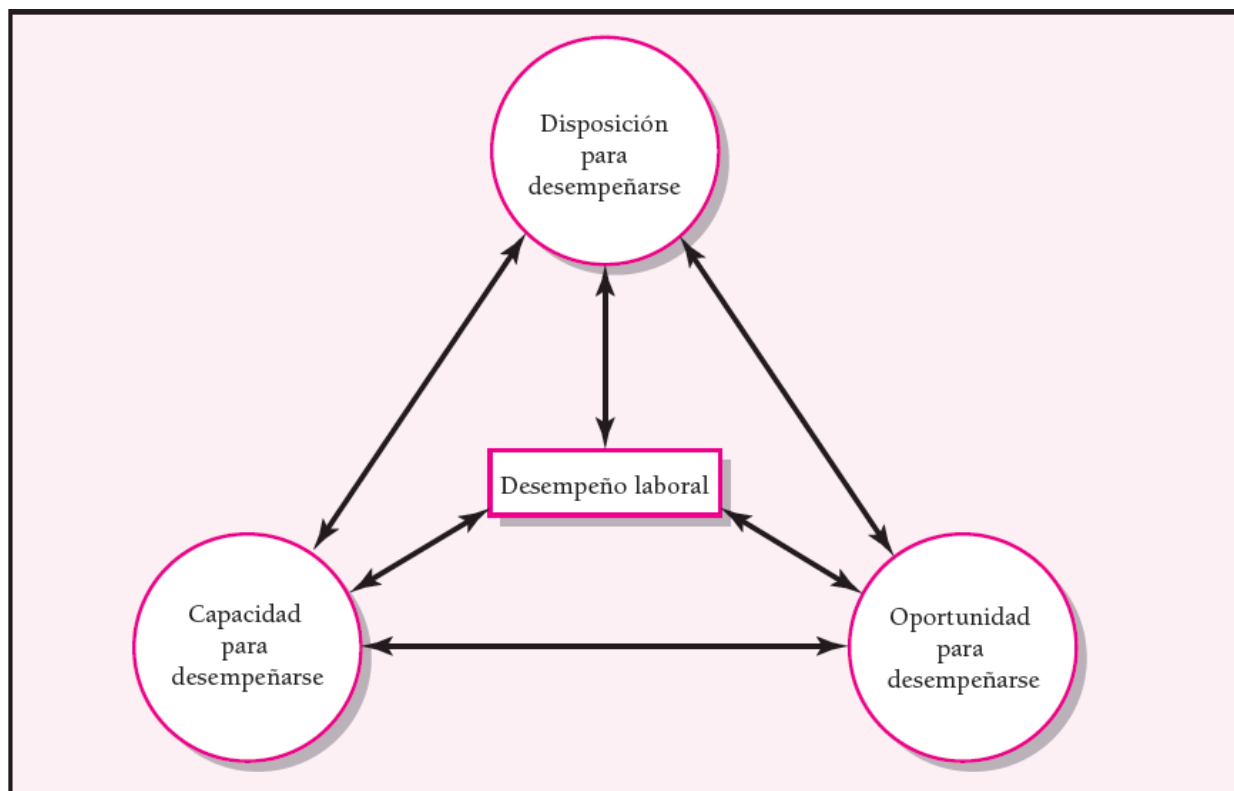 Disposición
para
desempeñarse
Desempeño laboral
Capacidad
para
desempeñarse
Oportunidad
para
desempeñarse